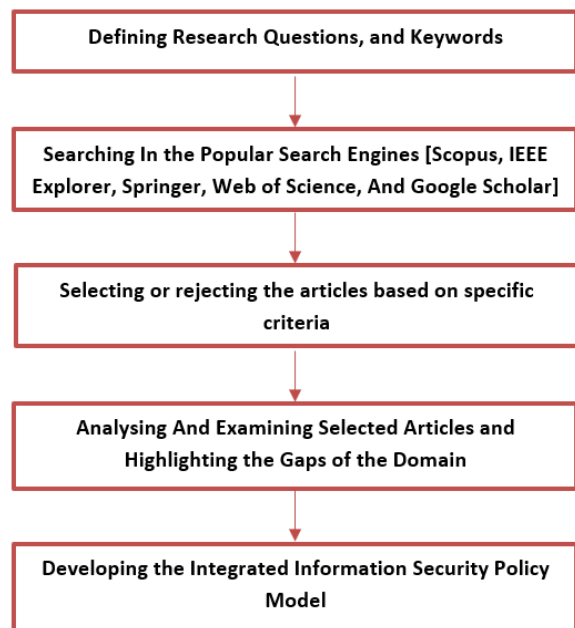 Defining Research Questions, and Keywords
Searching In the Popular Search Engines [Scopus, IEEE
Explorer, Springer, Web of Science, And Google Scholar]
Selecting or rejecting the articles based on specific
criteria
Analysing And Examining Selected Articles and
Highlighting the Gaps of the Domain
Developing the Integrated Information Security Policy
Model